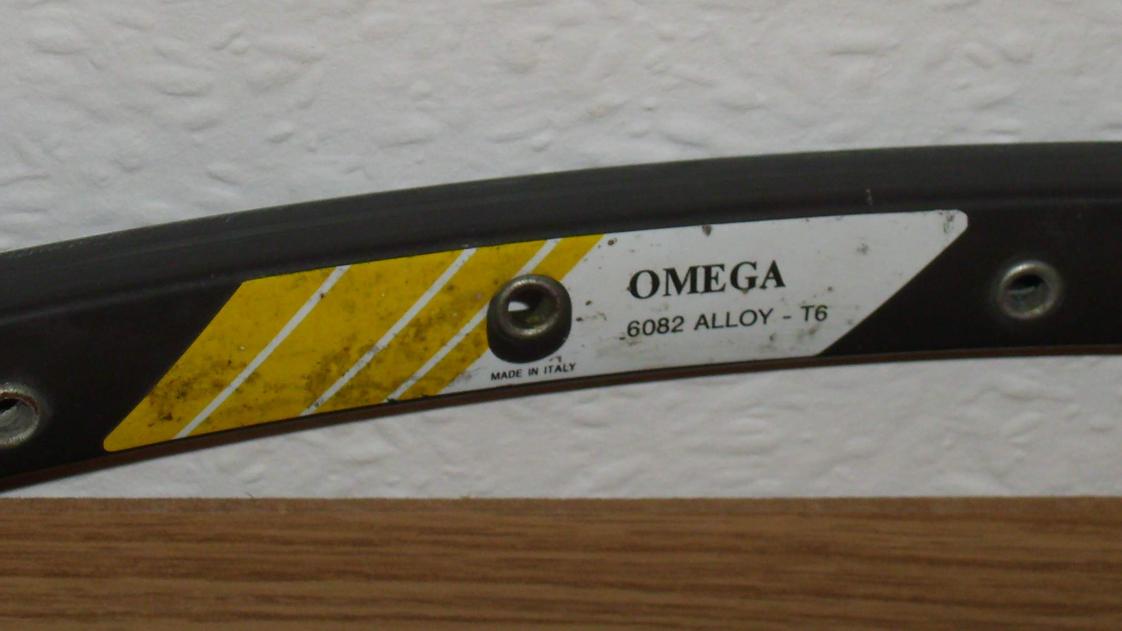 OMEGA
6082 ALLOY - T6
MADE IN ITALY